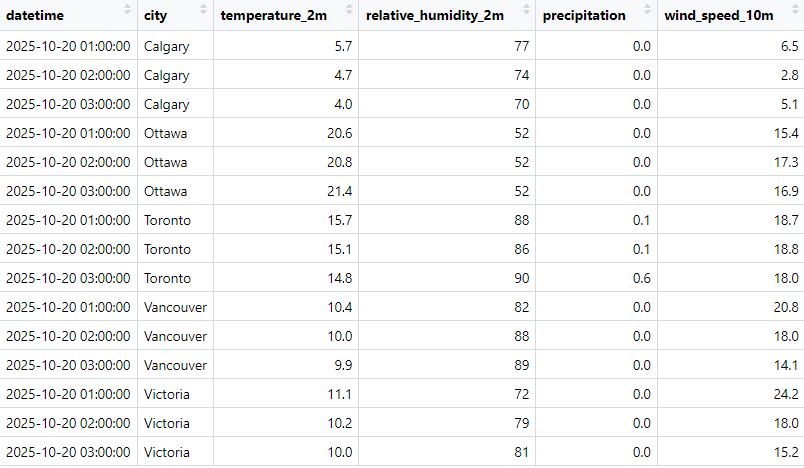 datetime city temperature_2m relative_humidity_2m precipitation wind_speed_10m
2025-10-20 01:00:00 Calgary 5.7 77 0.0 6.5
2025-10-20 02:00:00 Calgary 4.7 74 0.0 2.8
2025-10-20 03:00:00 Calgary 4.0 70 0.0 5.1
2025-10-20 01:00:00 Ottawa 20.6 52 0.0 15.4
2025-10-20 02:00:00 Ottawa 20.8 52 0.0 17.3
2025-10-20 03:00:00 Ottawa 21.4 52 0.0 16.9
2025-10-20 01:00:00 Toronto 15.7 88 0.1 18.7
2025-10-20 02:00:00 Toronto 15.1 86 0.1 18.8
2025-10-20 03:00:00 Toronto 14.8 90 0.6 18.0
2025-10-20 01:00:00 Vancouver 10.4 82 0.0 20.8
2025-10-20 02:00:00 Vancouver 10.0 88 0.0 18.0
2025-10-20 03:00:00 Vancouver 9.9 89 0.0 14.1
2025-10-20 01:00:00 Victoria 11.1 72 0.0 24.2
2025-10-20 02:00:00 Victoria 10.2 79 0.0 18.0
2025-10-20 03:00:00 Victoria 10.0 81 0.0 15.2